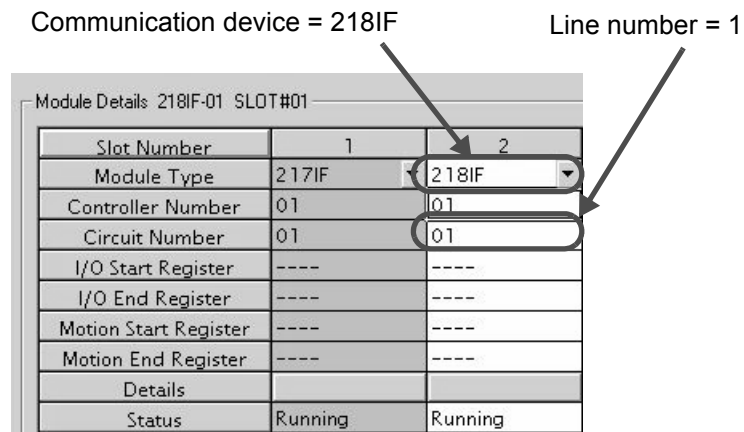 Communication device = 218IF
Line number = 1
Module Details 218IF-01 SLOT#01
Slot Number 1 2
Module Type 217IF 218IF
Controller Number 01 01
Circuit Number 01 01
I/O Start Register ---- ----
I/O End Register ---- ----
Motion Start Register ---- ----
Motion End Register ---- ----
Details
Status Running Running